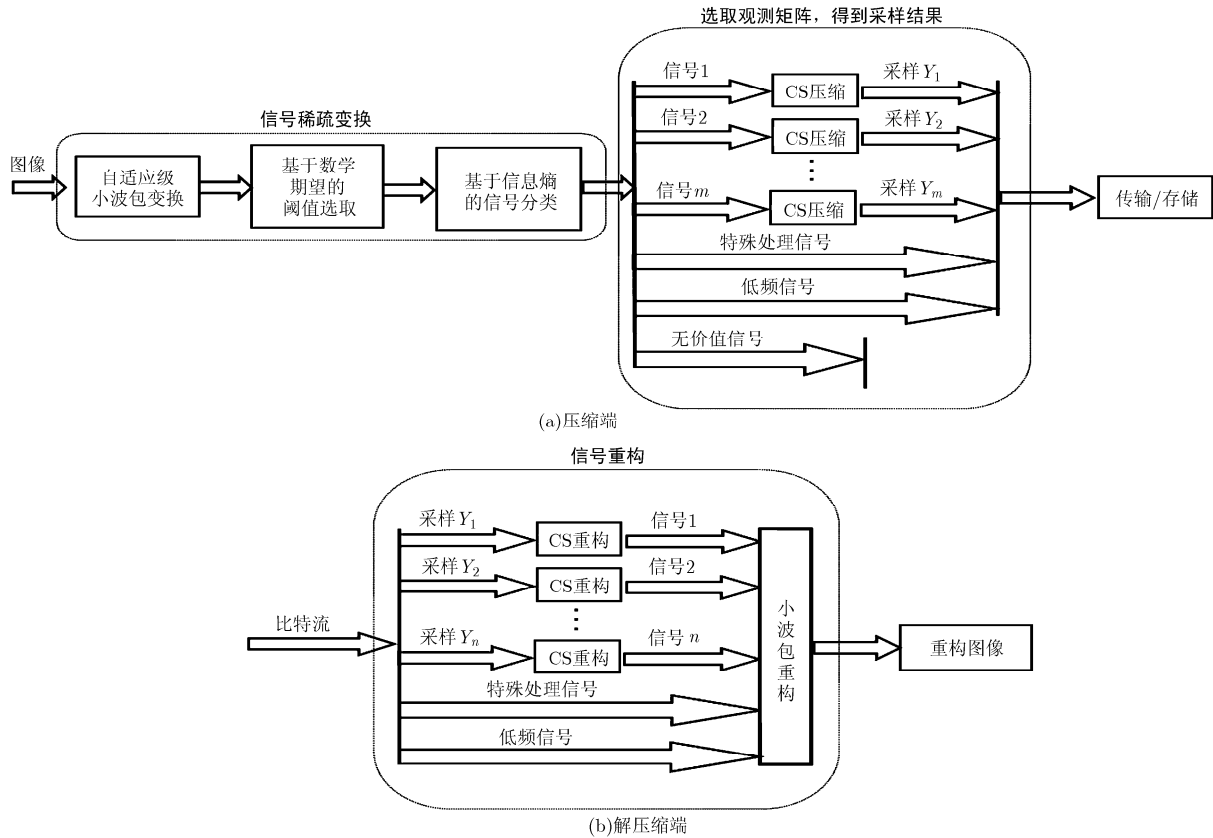 选取观测矩阵，得到采样结果
信号稀疏变换
图像
自适应级
小波包变换
基于数学
期望的
阈值选取
基于信息熵
的信号分类
信号1
CS压缩
采样 Y₁
信号2
CS压缩
采样 Y₂
⋮
信号m
CS压缩
采样 Yₘ
特殊处理信号
低频信号
无价值信号
传输/存储
(a)压缩端
信号重构
比特流
采样 Y₁
CS重构
信号1
采样 Y₂
CS重构
信号2
⋮
采样 Yₙ
CS重构
信号 n
特殊处理信号
低频信号
小
波
包
重
构
重构图像
(b)解压缩端